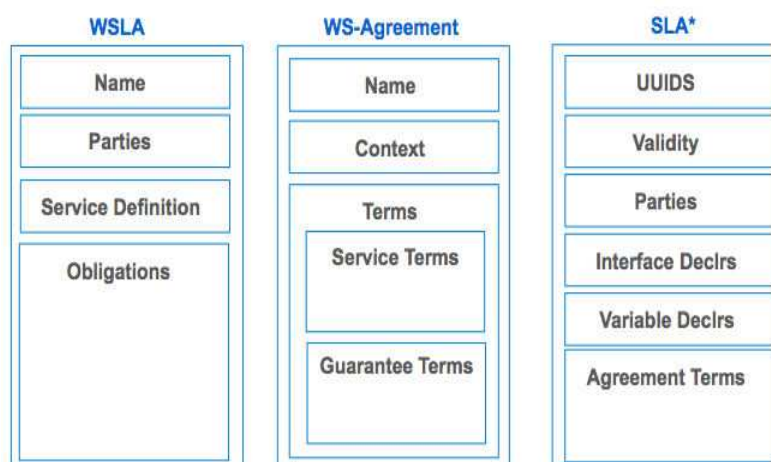 WSLA
Name
Parties
Service Definition
Obligations
WS-Agreement
Name
Context
Terms
Service Terms
Guarantee Terms
SLA*
UUIDS
Validity
Parties
Interface Declrs
Variable Declrs
Agreement Terms